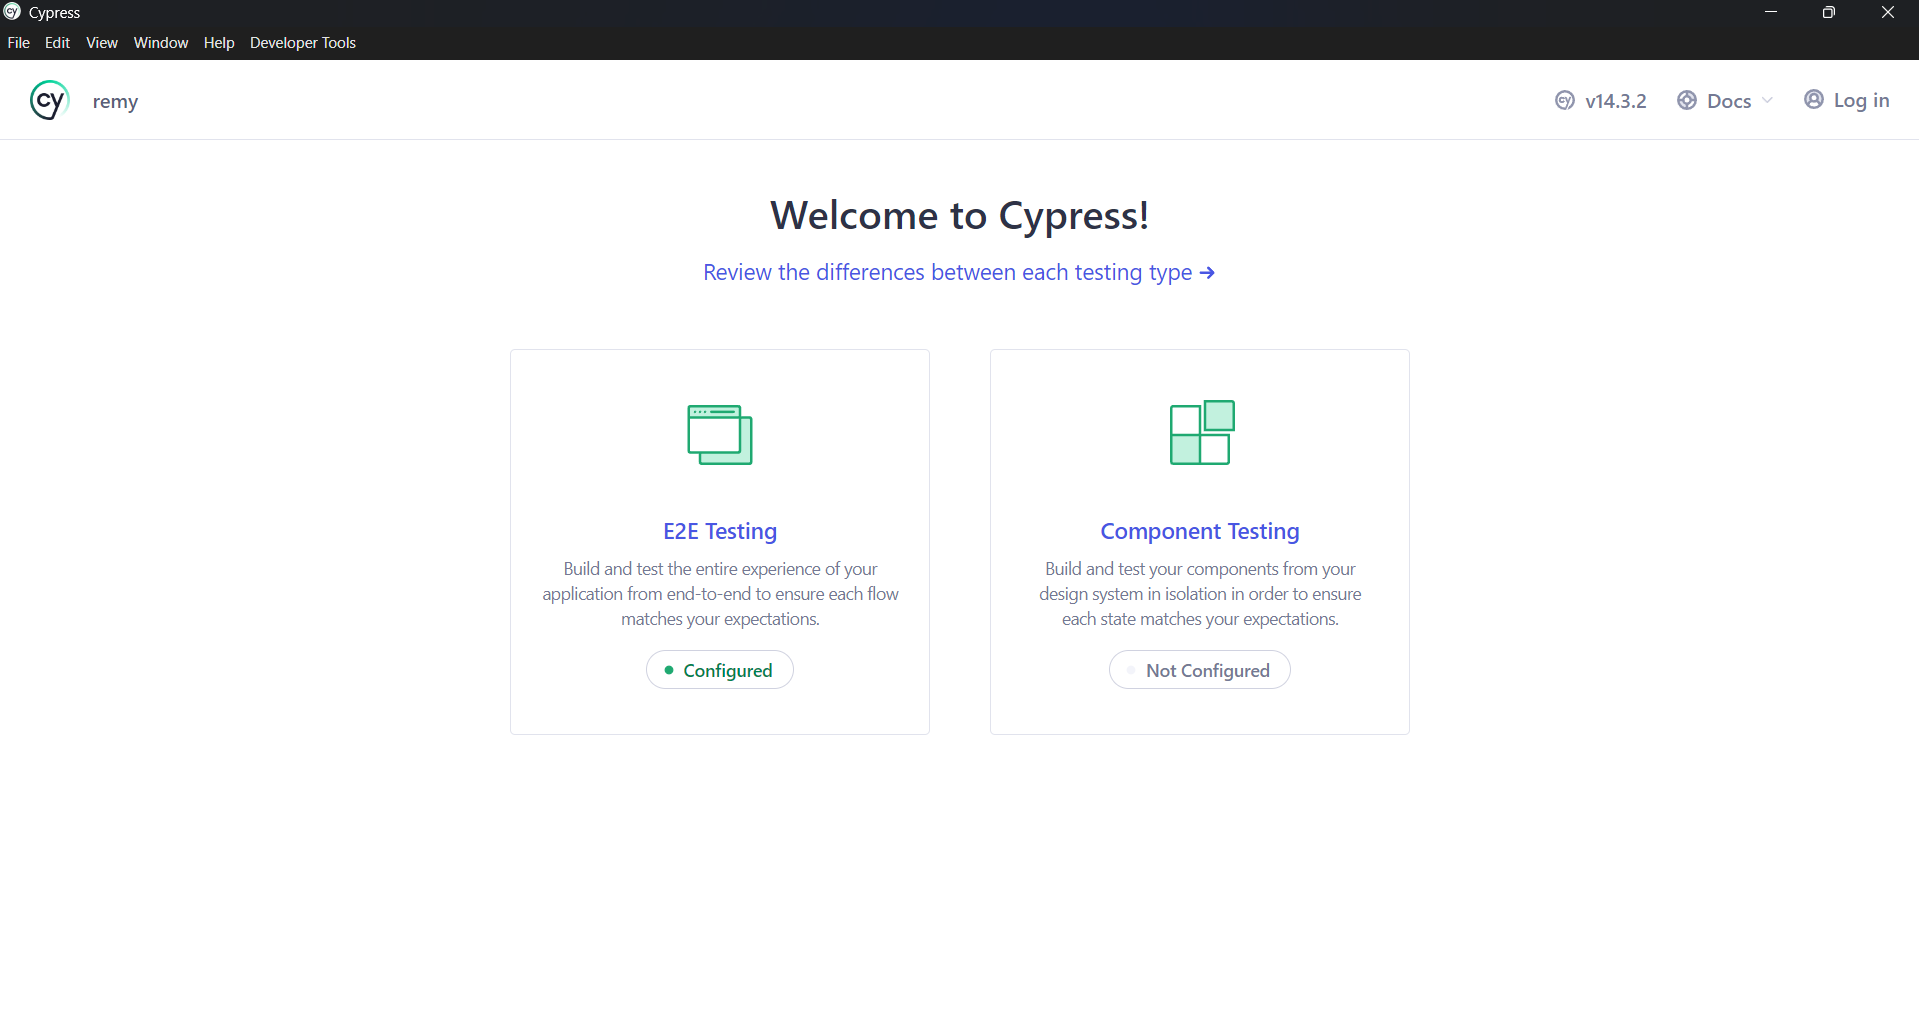 cy Cypress
File Edit View Window Help Developer Tools
cy remy
cy v14.3.2 Docs Log in
Welcome to Cypress!
Review the differences between each testing type →
E2E Testing
Build and test the entire experience of your
application from end-to-end to ensure each flow
matches your expectations.
Configured
Component Testing
Build and test your components from your
design system in isolation in order to ensure
each state matches your expectations.
Not Configured